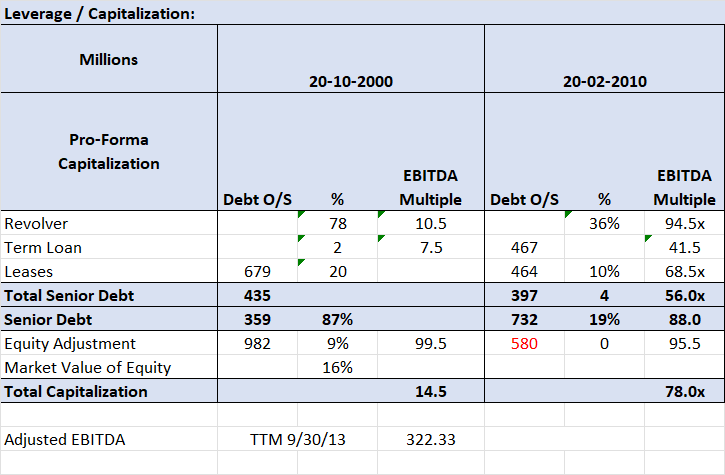 Leverage / Capitalization:
Millions 20-10-2000 20-02-2010
Pro-Forma
Capitalization
EBITDA EBITDA
Debt O/S % Multiple Debt O/S % Multiple
Revolver 78 10.5 36% 94.5x
Term Loan 2 7.5 467 41.5
Leases 679 20 464 10% 68.5x
Total Senior Debt 435 397 4 56.0x
Senior Debt 359 87% 732 19% 88.0
Equity Adjustment 982 9% 99.5 580 0 95.5
Market Value of Equity 16%
Total Capitalization 14.5 78.0x
Adjusted EBITDA TTM 9/30/13 322.33